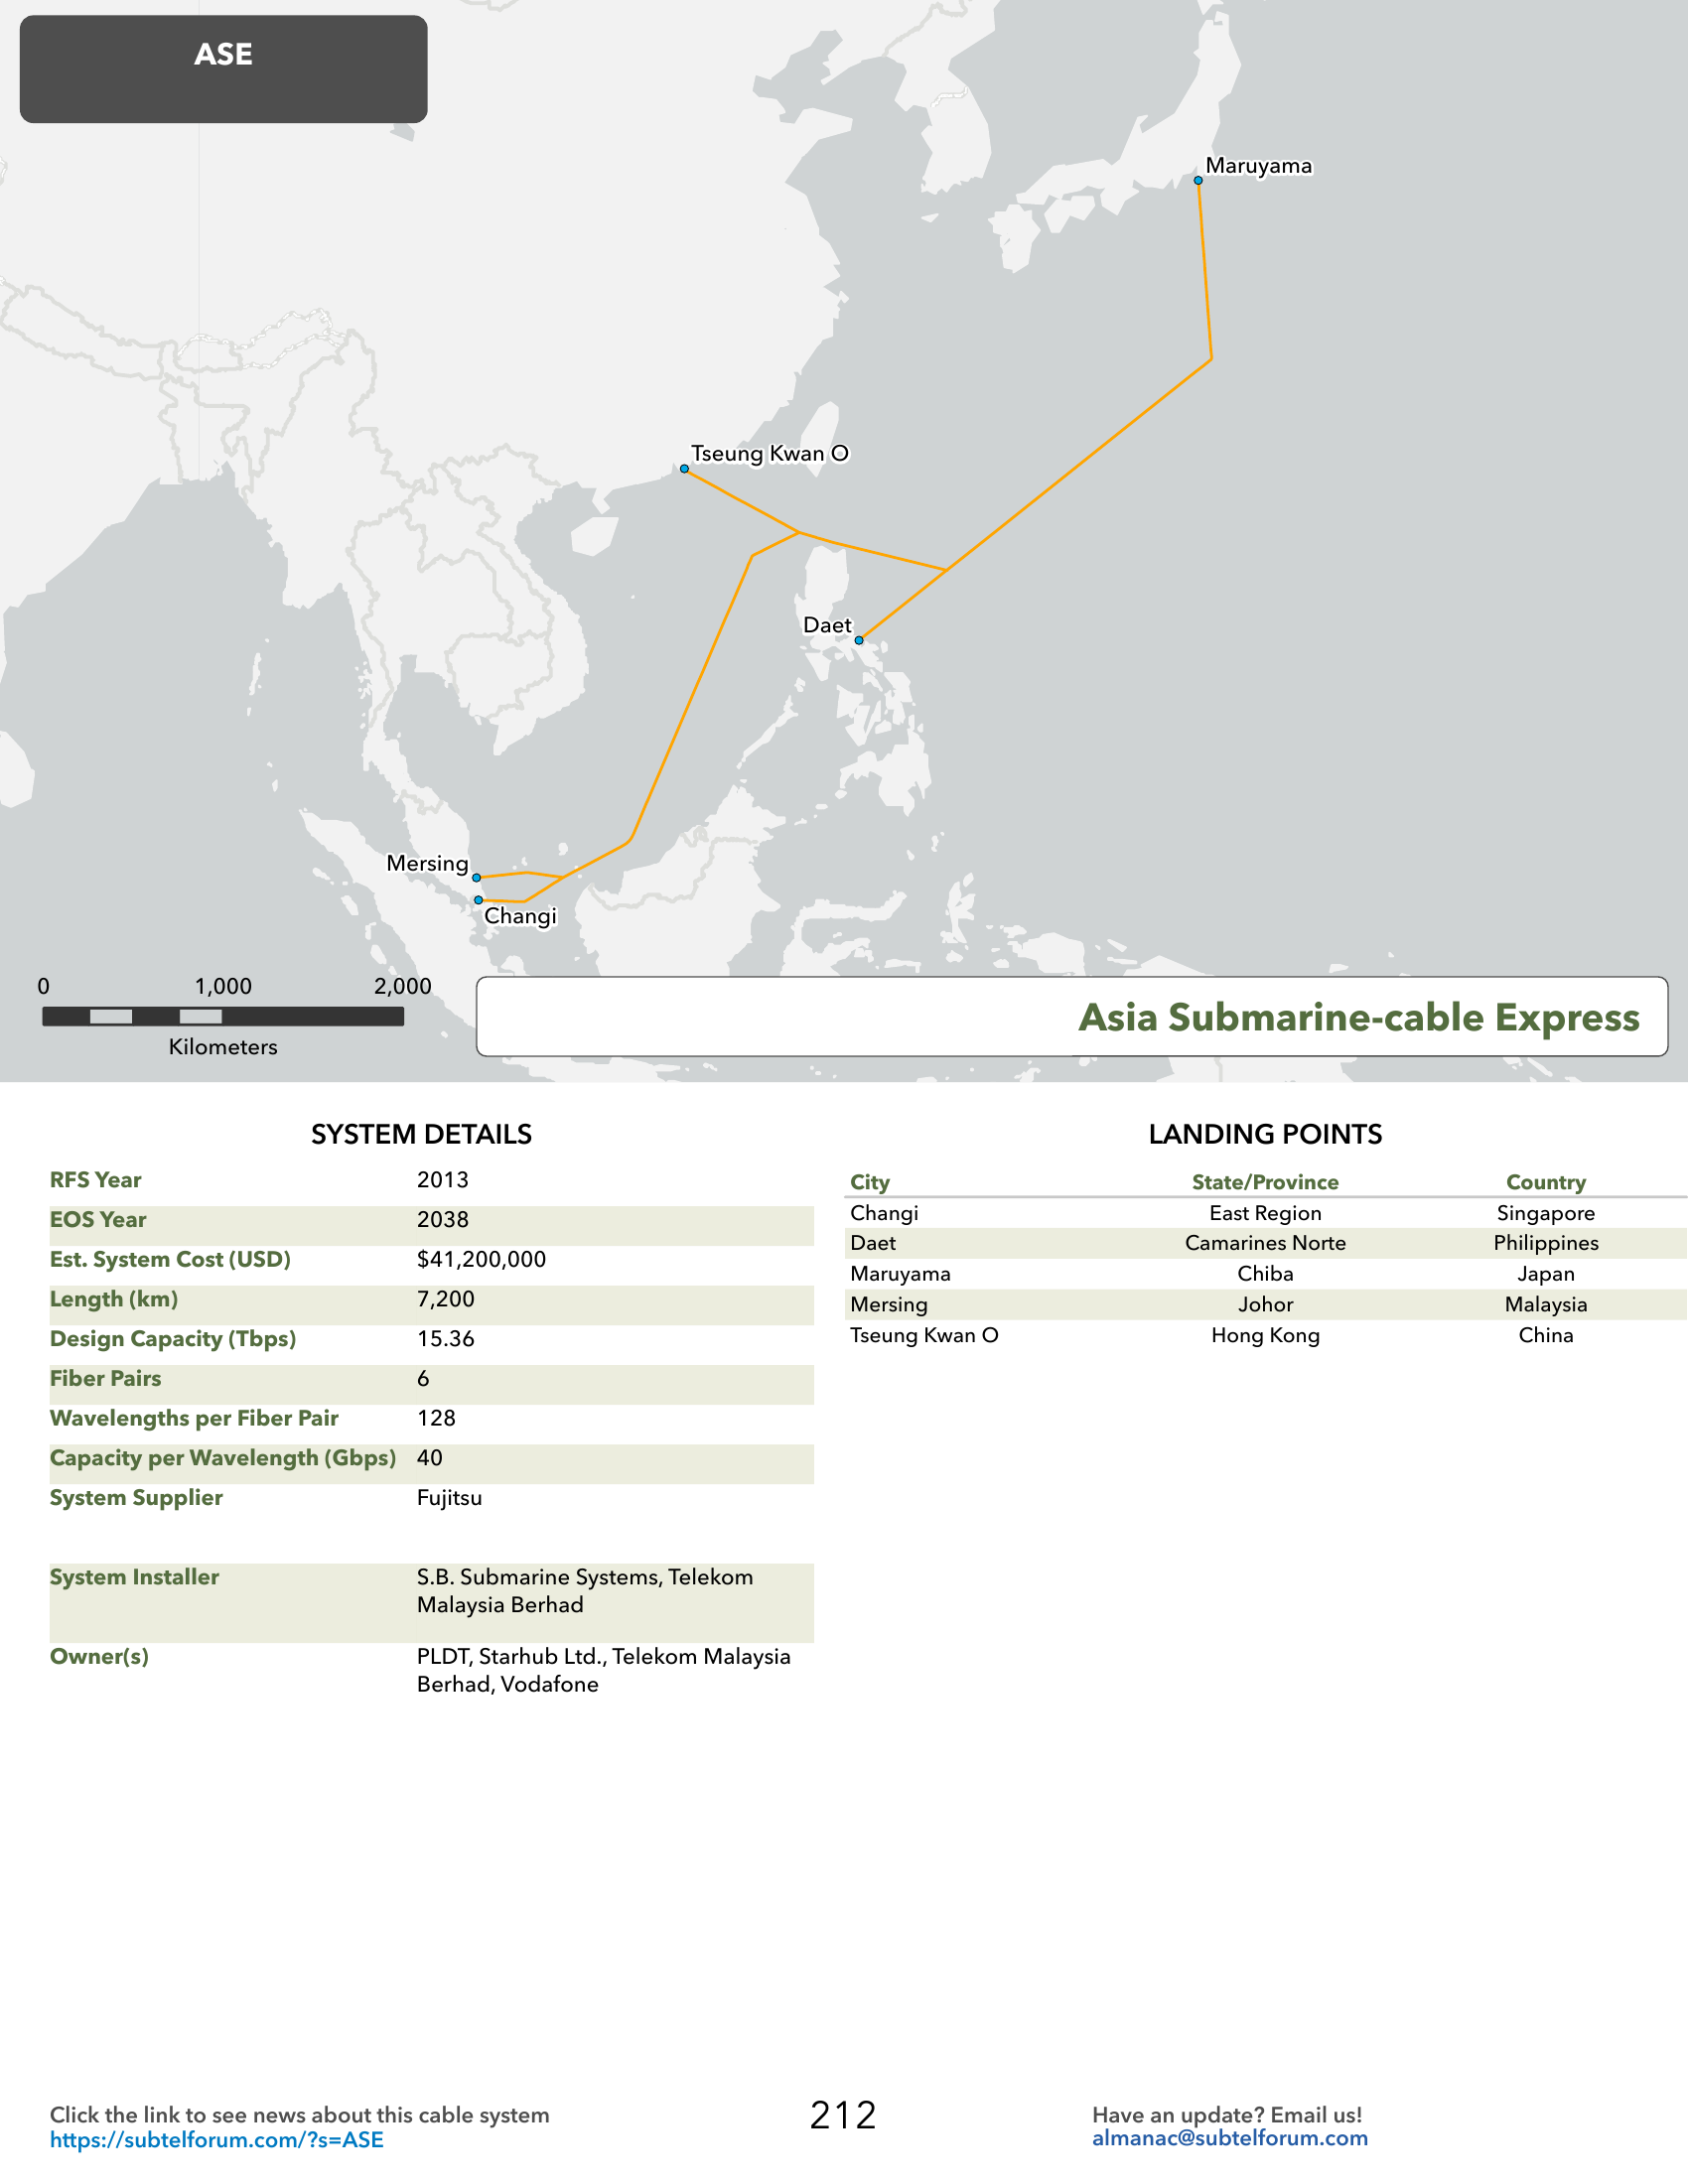 ASE
Maruyama
Tseung Kwan O
Daet
Mersing
Changi
0 1,000 2,000
Kilometers
Asia Submarine-cable Express
SYSTEM DETAILS
RFS Year 2013
EOS Year 2038
Est. System Cost (USD) $41,200,000
Length (km) 7,200
Design Capacity (Tbps) 15.36
Fiber Pairs 6
Wavelengths per Fiber Pair 128
Capacity per Wavelength (Gbps) 40
System Supplier Fujitsu
System Installer S.B. Submarine Systems, Telekom
Malaysia Berhad
Owner(s) PLDT, Starhub Ltd., Telekom Malaysia
Berhad, Vodafone
LANDING POINTS
City State/Province Country
Changi East Region Singapore
Daet Camarines Norte Philippines
Maruyama Chiba Japan
Mersing Johor Malaysia
Tseung Kwan O Hong Kong China
Click the link to see news about this cable system
https://subtelforum.com/?s=ASE
212
Have an update? Email us!
almanac@subtelforum.com